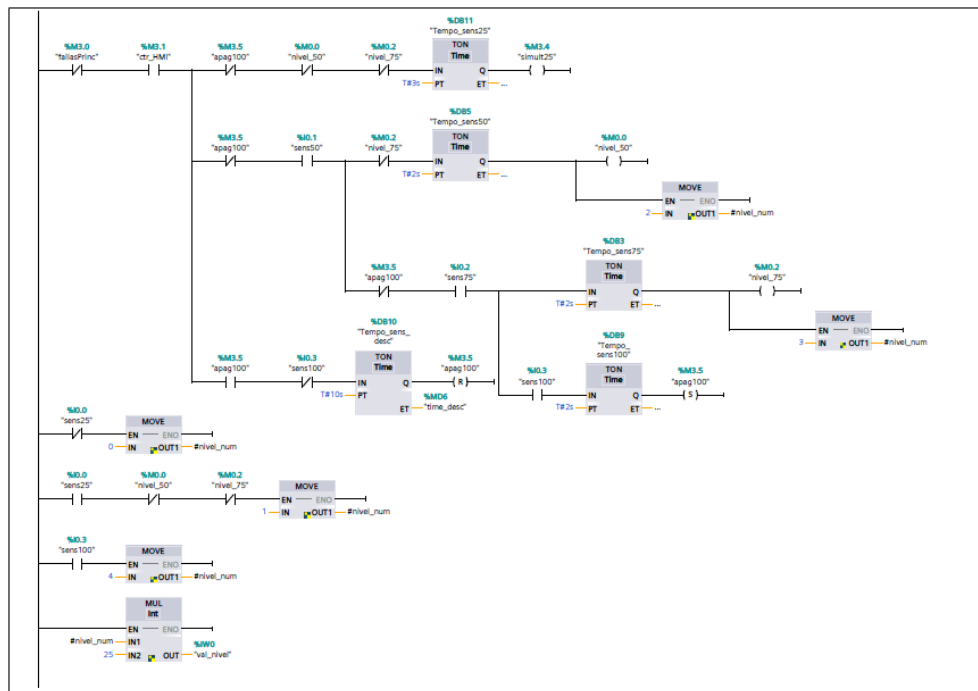 %DB11
"Tempo_sens25"
%M3.0 %M3.1 %M3.5 %M0.0 %M0.2 TON %M3.4
"fallasPrinc" "ctr_HMI" "apag100" "nivel_50" "nivel_75" Time "simult25"
IN Q
T#3s PT ET ...
%DB5
"Tempo_sens50"
%M3.5 %I0.1 %M0.2 TON %M0.0
"apag100" "sens50" "nivel_75" Time "nivel_50"
IN Q
T#2s PT ET ...
MOVE
EN ENO
2 IN OUT1 #nivel_num
%DB3
"Tempo_sens75"
%M3.5 %I0.2 TON %M0.2
"apag100" "sens75" Time "nivel_75"
IN Q
T#2s PT ET ...
MOVE
EN ENO
3 IN OUT1 #nivel_num
%DB10
"Tempo_sens_
desc"
%M3.5 %I0.3 TON %M3.5
"apag100" "sens100" Time "apag100"
IN Q R
T#10s PT
ET %MD6
"time_desc"
%DB9
"Tempo_
sens100"
%I0.3 TON %M3.5
"sens100" Time "apag100"
IN Q S
T#2s PT ET ...
%I0.0
"sens25" MOVE
EN ENO
0 IN OUT1 #nivel_num
%I0.0 %M0.0 %M0.2
"sens25" "nivel_50" "nivel_75" MOVE
EN ENO
1 IN OUT1 #nivel_num
%I0.3
"sens100" MOVE
EN ENO
4 IN OUT1 #nivel_num
MUL
Int
EN ENO
#nivel_num IN1 %IW0
25 IN2 OUT "val_nivel"